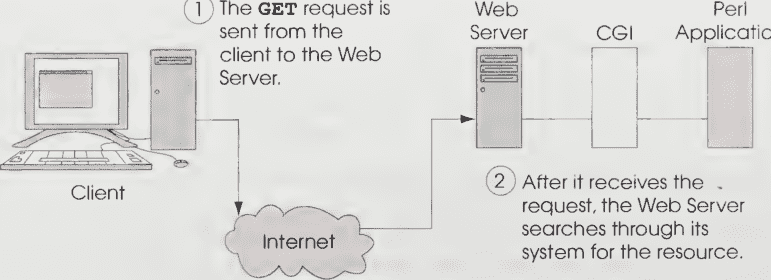 1 The GET request is
sent from the
client to the Web
Server.
Web
Server
CGI
Perl
Applicatio
Client
Internet
2 After it receives the
request, the Web Server
searches through its
system for the resource.